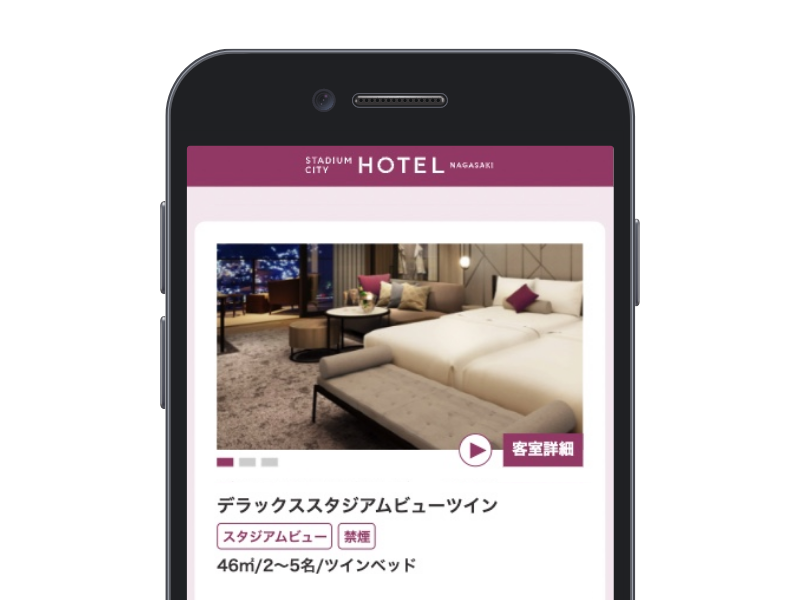 STADIUM
CITY
HOTEL
NAGASAKI
客室詳細
デラックススタジアムビューツイン
スタジアムビュー 禁煙
46㎡/2〜5名/ツインベッド